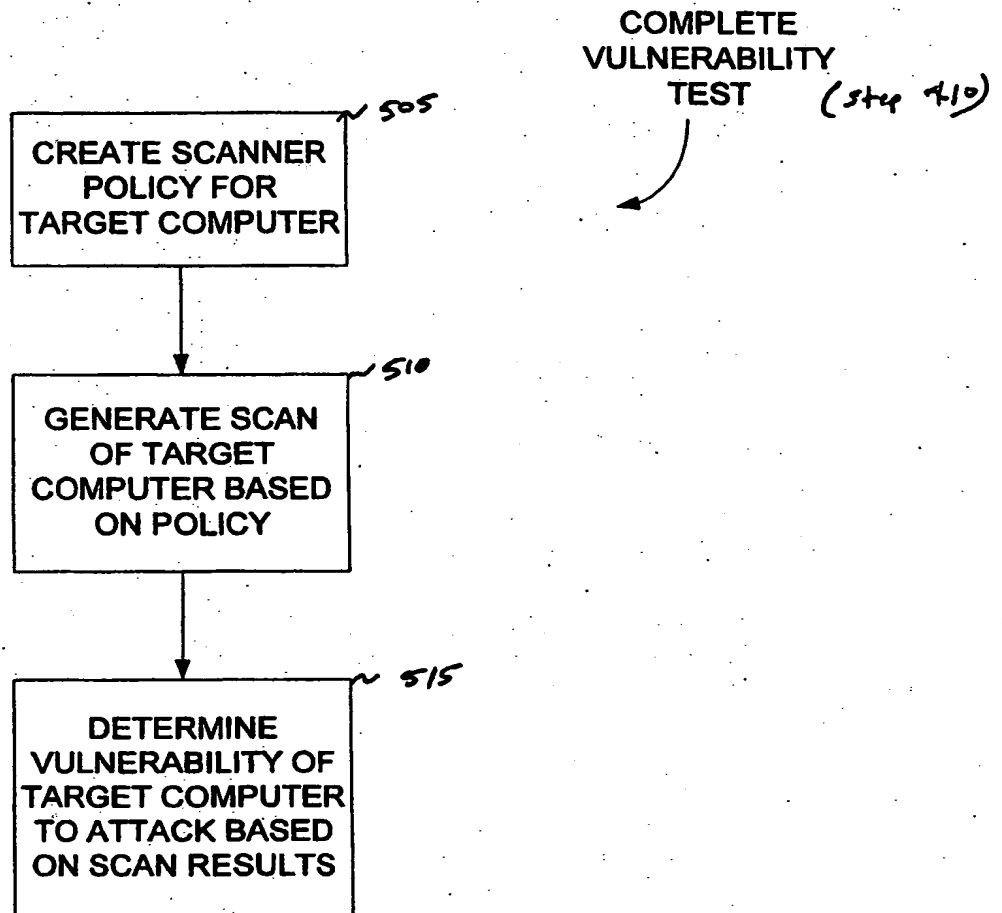 COMPLETE
VULNERABILITY
TEST (step 410)
505
CREATE SCANNER
POLICY FOR
TARGET COMPUTER
510
GENERATE SCAN
OF TARGET
COMPUTER BASED
ON POLICY
515
DETERMINE
VULNERABILITY OF
TARGET COMPUTER
TO ATTACK BASED
ON SCAN RESULTS